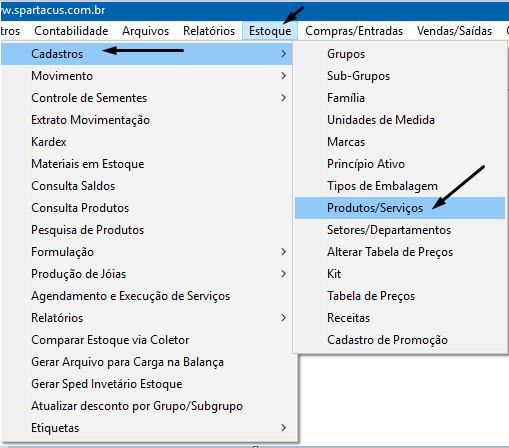 ww.spartacus.com.br
tros Contabilidade Arquivos Relatórios Estoque Compras/Entradas Vendas/Saídas
Cadastros
Movimento
Controle de Sementes
Extrato Movimentação
Kardex
Materiais em Estoque
Consulta Saldos
Consulta Produtos
Pesquisa de Produtos
Formulação
Produção de Jóias
Agendamento e Execução de Serviços
Relatórios
Comparar Estoque via Coletor
Gerar Arquivo para Carga na Balança
Gerar Sped Invetário Estoque
Atualizar desconto por Grupo/Subgrupo
Etiquetas
Grupos
Sub-Grupos
Família
Unidades de Medida
Marcas
Princípio Ativo
Tipos de Embalagem
Produtos/Serviços
Setores/Departamentos
Alterar Tabela de Preços
Kit
Tabela de Preços
Receitas
Cadastro de Promoção